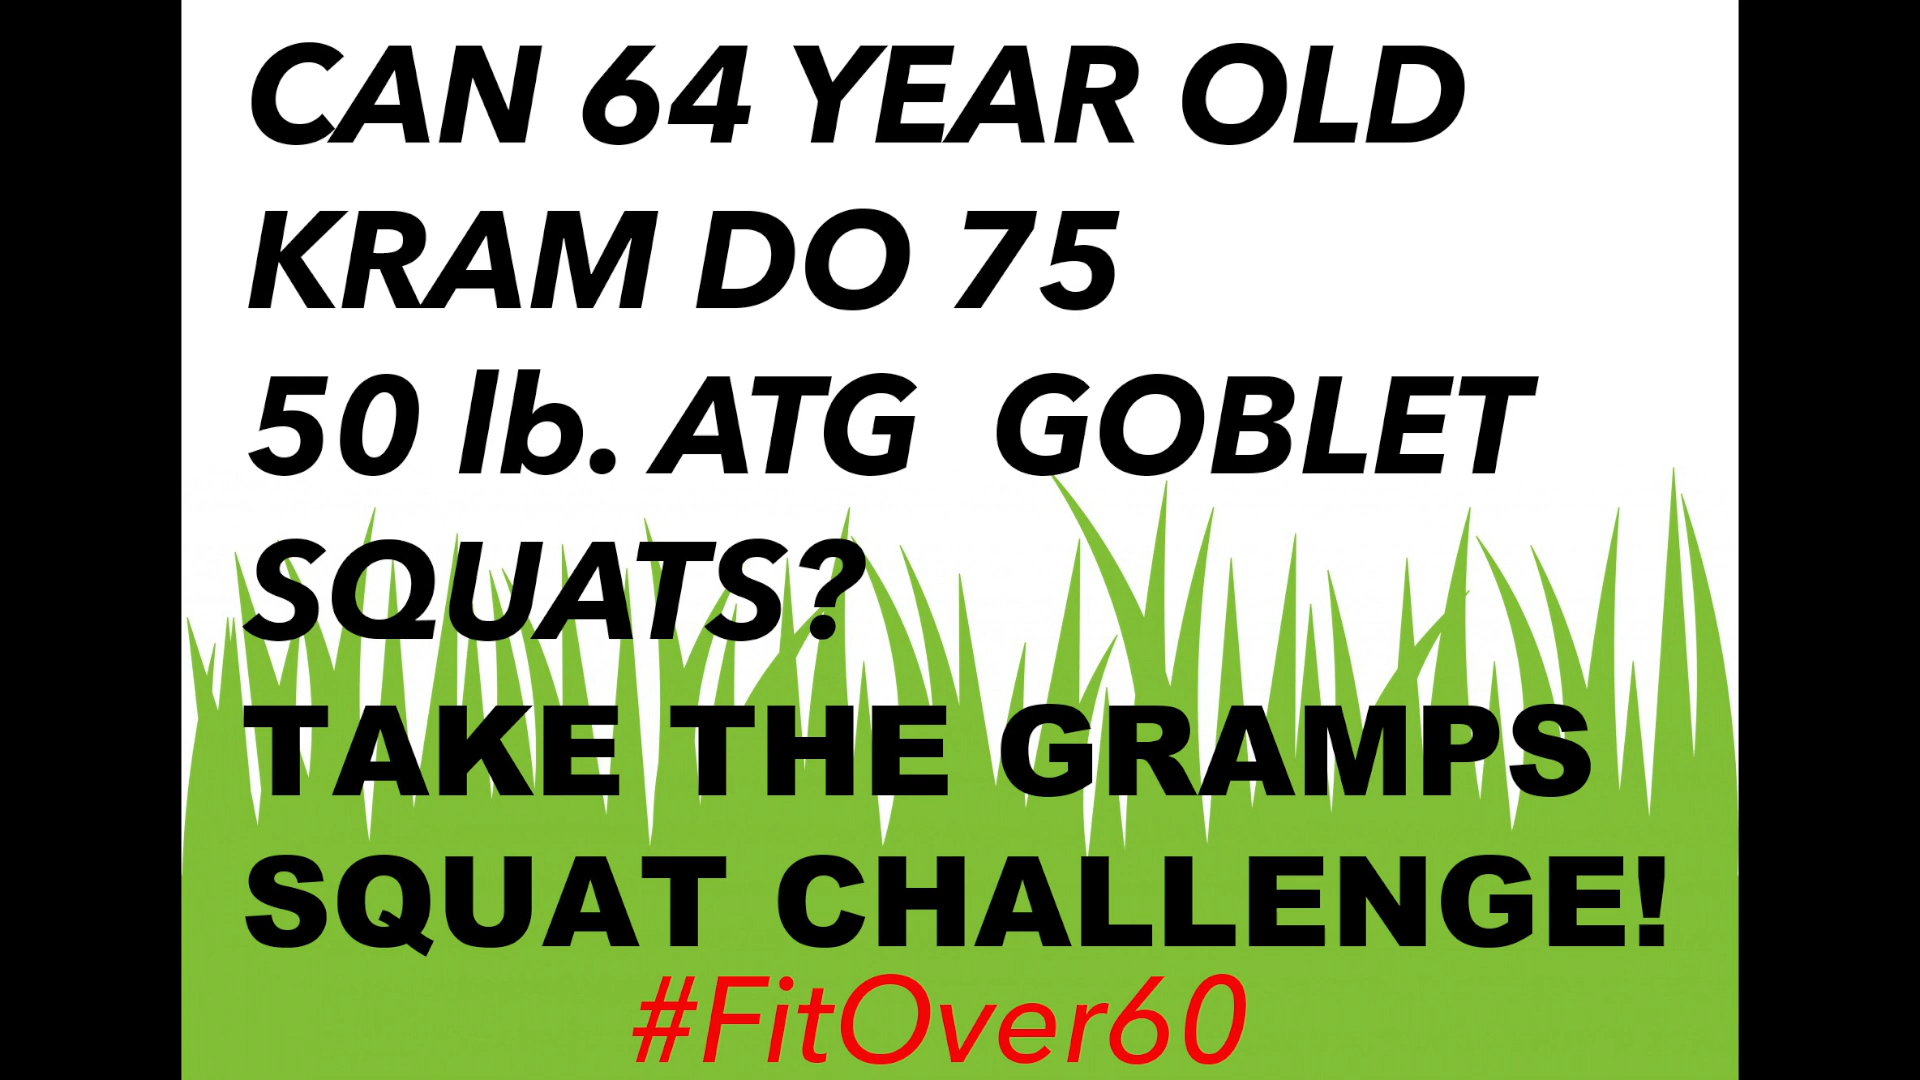 CAN 64 YEAR OLD
KRAM DO 75
50 lb. ATG GOBLET
SQUATS?
TAKE THE GRAMPS
SQUAT CHALLENGE!
#FitOver60